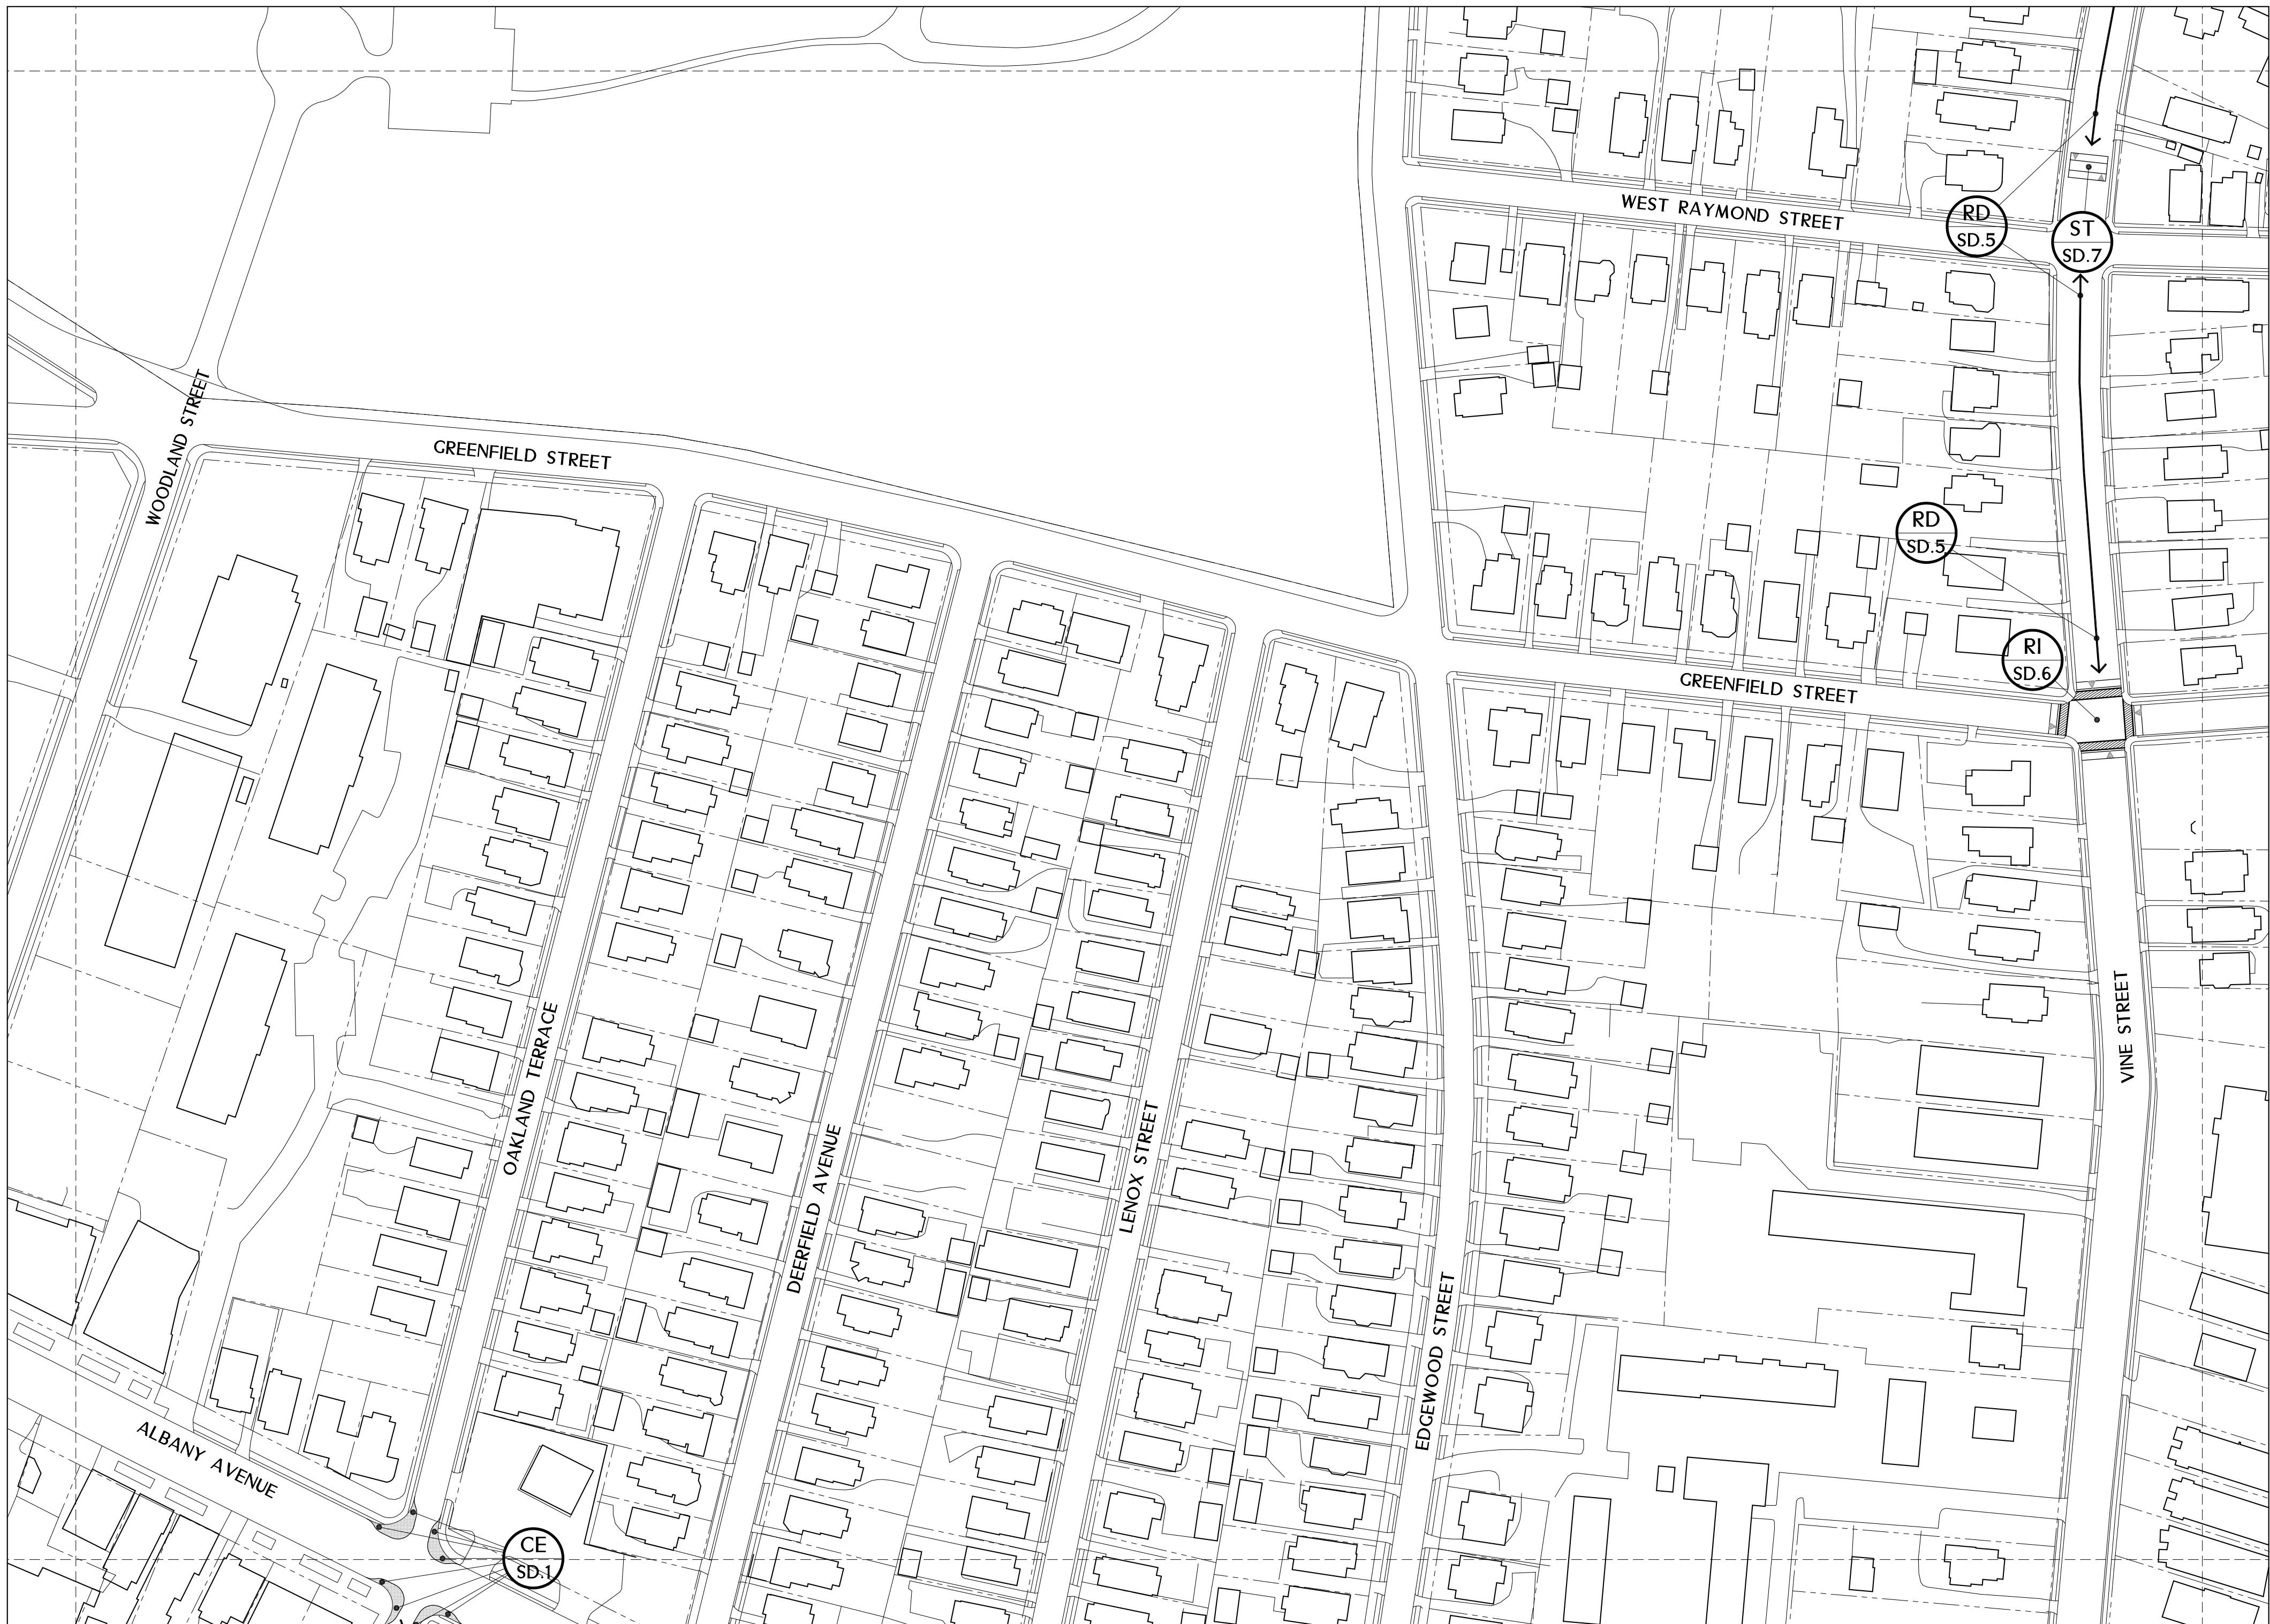 WEST RAYMOND STREET
RD
SD.5
ST
SD.7
WOODLAND STREET
GREENFIELD STREET
RD
SD.5
RI
SD.6
GREENFIELD STREET
VINE STREET
OAKLAND TERRACE
DEERFIELD AVENUE
LENOX STREET
EDGEWOOD STREET
ALBANY AVENUE
CE
SD.1